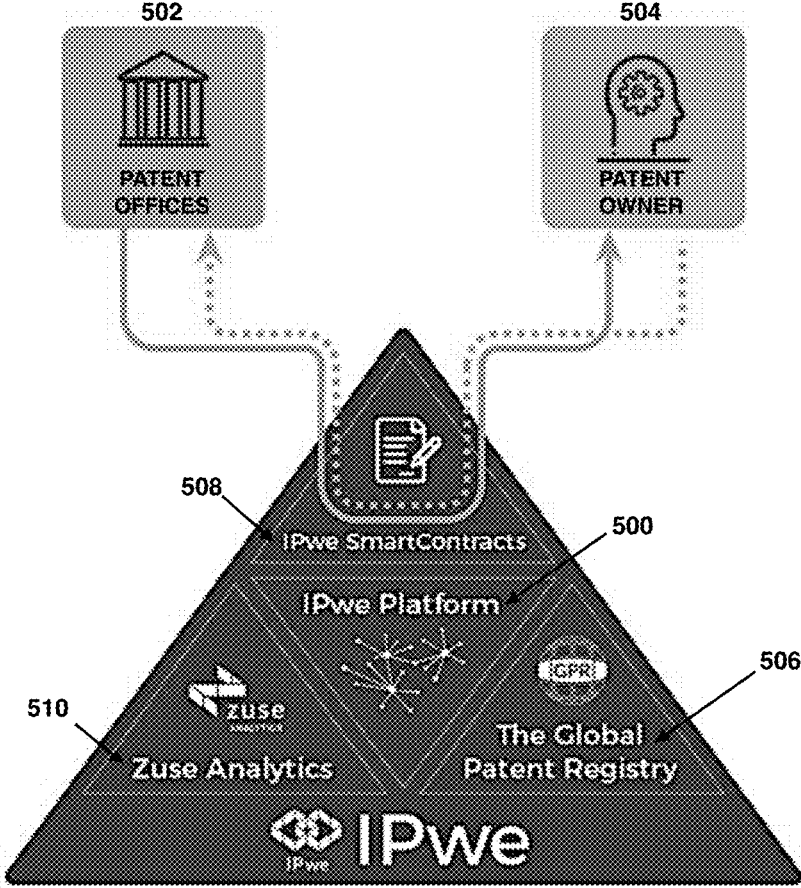 502
504
PATENT
OFFICES
PATENT
OWNER
508
IPwe SmartContracts
500
IPwe Platform
506
GPR
510
zuse
ANALYTICS
Zuse Analytics
The Global
Patent Registry
IPwe
IPwe